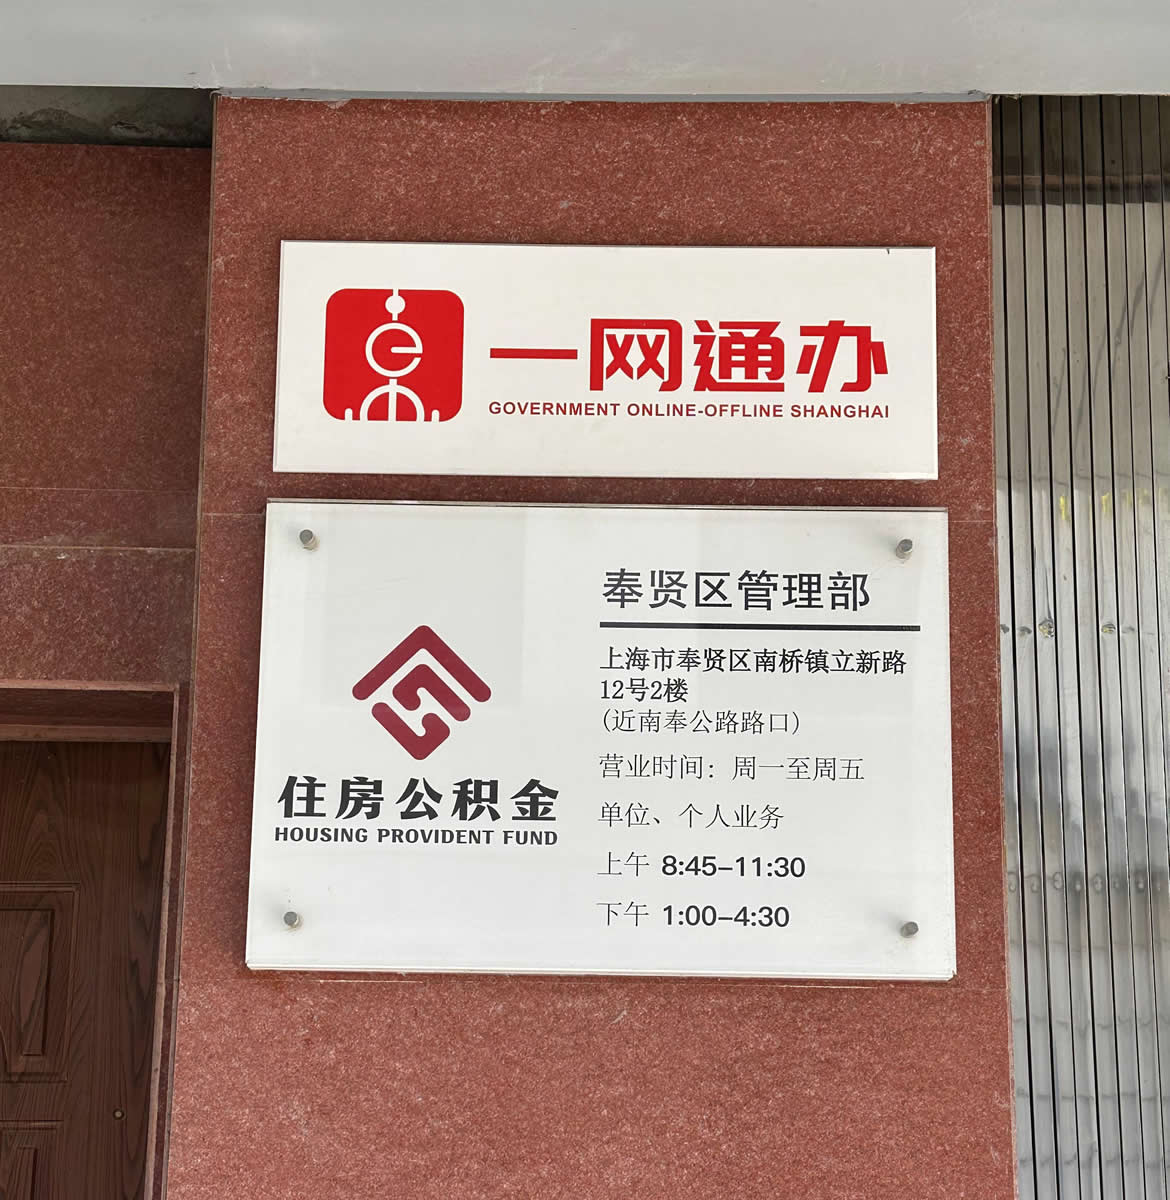 一网通办
GOVERNMENT ONLINE-OFFLINE SHANGHAI
住房公积金
HOUSING PROVIDENT FUND
奉贤区管理部
上海市奉贤区南桥镇立新路
12号2楼
(近南奉公路路口)
营业时间：周一至周五
单位、个人业务
上午 8:45-11:30
下午 1:00-4:30